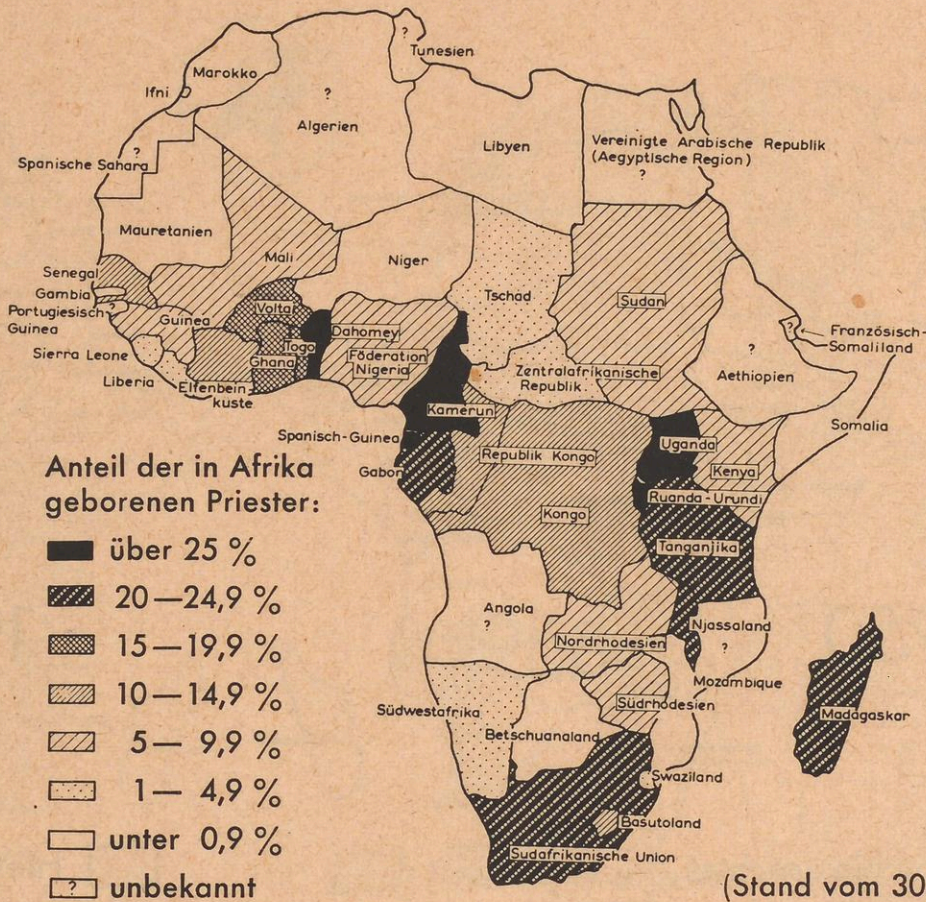 ?
Tunesien
Marokko
Ifni
?
Algerien
Libyen
Vereinigte Arabische Republik
(Aegyptische Region)
?
?
Spanische Sahara
Mauretanien
Mali
Niger
Tschad
Sudan
Senegal
Gambia
Portugiesisch
Guinea
?
Guinea
Volta
Dahomey
Togo
Föderation
Nigeria
Ghana
Sierra Leone
Liberia
Elfenbein
kuste
Zentralafrikanische
Republik
?
Französisch-
Somaliland
?
Aethiopien
Somalia
Kamerun
Spanisch-Guinea
Gabon
Republik Kongo
Kongo
Uganda
Kenya
Ruanda-Urundi
Tanganjika
Angola
?
Njassaland
?
Nordrhodesien
Mozambique
Südrhodesien
Madagaskar
Südwestafrika
Betschuanaland
Swaziland
Basutoland
Sudafrikanische Union
Anteil der in Afrika
geborenen Priester:
über 25 %
20—24,9 %
15—19,9 %
10—14,9 %
5— 9,9 %
1— 4,9 %
unter 0,9 %
? unbekannt
(Stand vom 30